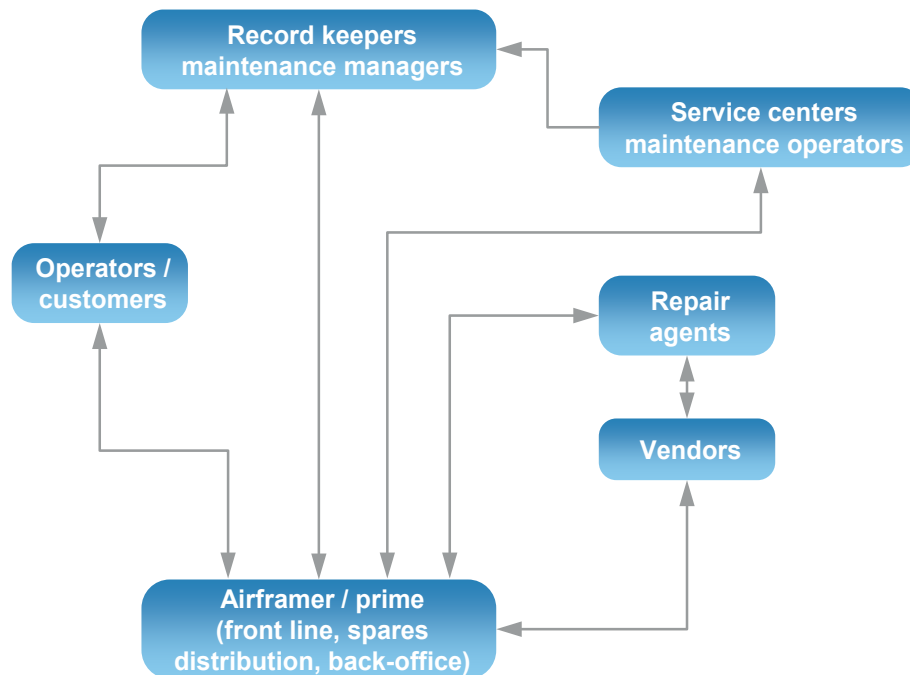 Record keepers
maintenance managers
Service centers
maintenance operators
Operators /
customers
Repair
agents
Vendors
Airframer / prime
(front line, spares
distribution, back-office)